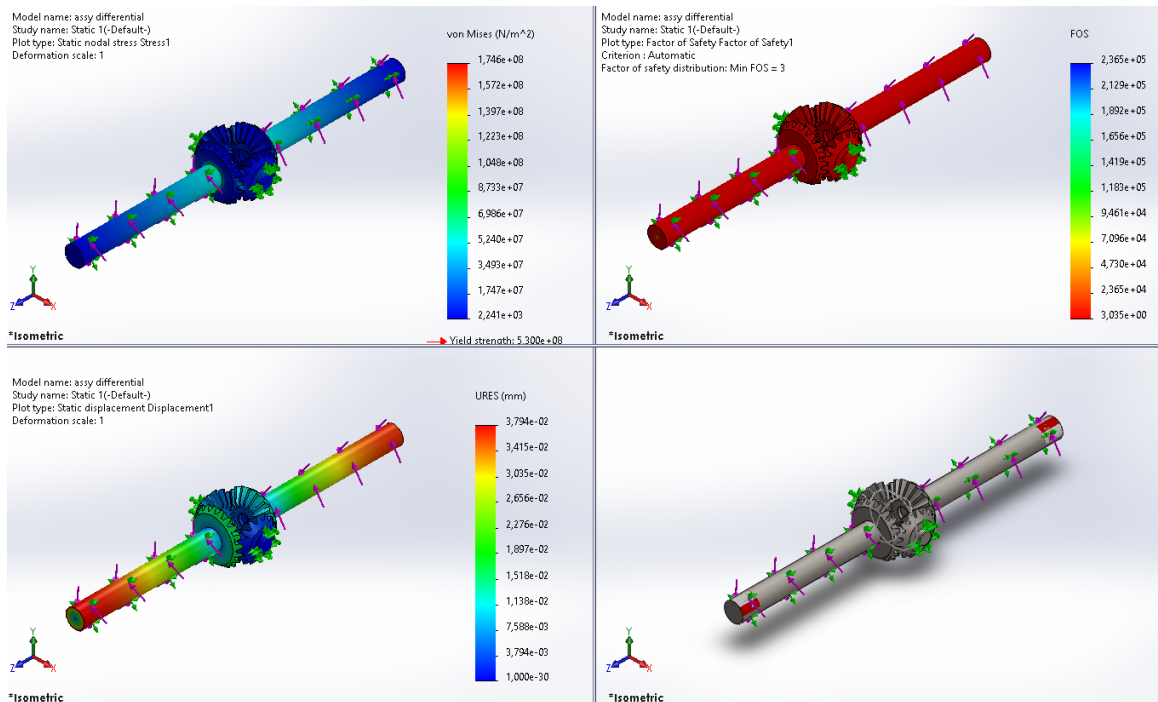 Model name: assy differential
Study name: Static 1(-Default-)
Plot type: Static nodal stress Stress1
Deformation scale: 1
von Mises (N/m^2)
1,746e+08
1,572e+08
1,397e+08
1,223e+08
1,048e+08
8,733e+07
6,986e+07
5,240e+07
3,493e+07
1,747e+07
2,241e+03
Yield strength: 5.300e+08
Y
Z
X
*Isometric
Model name: assy differential
Study name: Static 1(-Default-)
Plot type: Factor of Safety Factor of Safety1
Criterion : Automatic
Factor of safety distribution: Min FOS = 3
FOS
2,365e+05
2,129e+05
1,892e+05
1,656e+05
1,419e+05
1,183e+05
9,461e+04
7,096e+04
4,730e+04
2,365e+04
3,035e+00
Y
Z
X
*Isometric
Model name: assy differential
Study name: Static 1(-Default-)
Plot type: Static displacement Displacement1
Deformation scale: 1
URES (mm)
3,794e-02
3,415e-02
3,035e-02
2,656e-02
2,276e-02
1,897e-02
1,518e-02
1,138e-02
7,588e-03
3,794e-03
1,000e-30
Y
Z
X
*Isometric
Y
Z
X
*Isometric